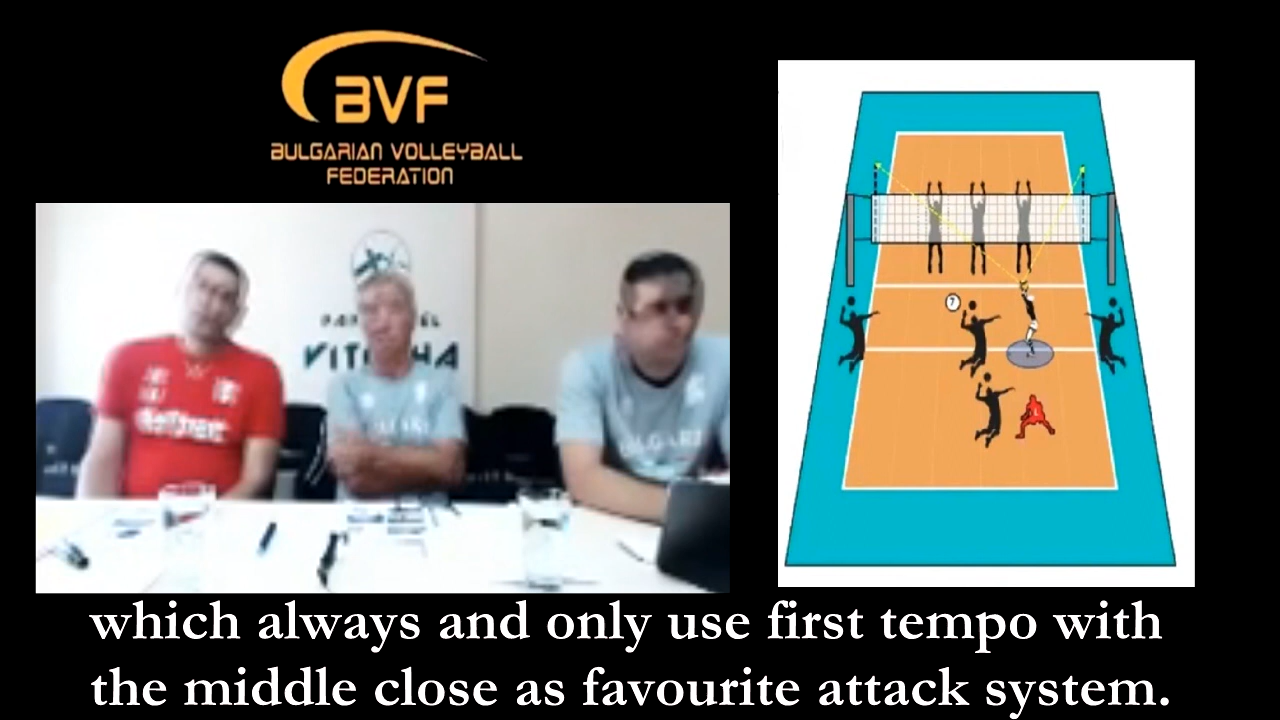 BVF
BULGARIAN VOLLEYBALL
FEDERATION
7
which always and only use first tempo with
the middle close as favourite attack system.